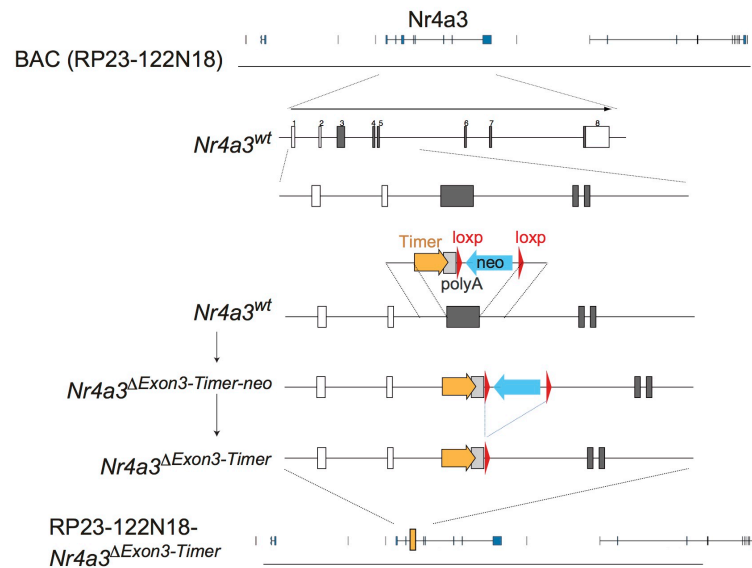 Nr4a3
BAC (RP23-122N18)
1 2 3 4 5 6 7 8
Nr4a3wt
Timer loxp loxp
neo
polyA
Nr4a3wt
Nr4a3ΔExon3-Timer-neo
Nr4a3ΔExon3-Timer
RP23-122N18-
Nr4a3ΔExon3-Timer